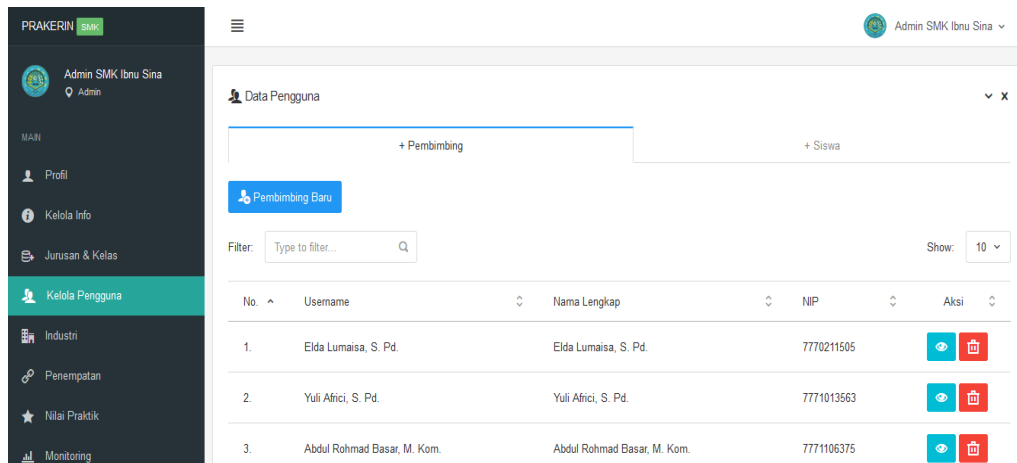 PRAKERIN SMK
Admin SMK Ibnu Sina
Admin SMK Ibnu Sina
Admin
MAIN
Profil
Kelola Info
Jurusan & Kelas
Kelola Pengguna
Industri
Penempatan
Nilai Praktik
Monitoring
Data Pengguna
+ Pembimbing + Siswa
Pembimbing Baru
Filter: Type to filter... Show: 10
No. Username Nama Lengkap NIP Aksi
1. Elda Lumaisa, S. Pd. Elda Lumaisa, S. Pd. 7770211505
2. Yuli Africi, S. Pd. Yuli Africi, S. Pd. 7771013563
3. Abdul Rohmad Basar, M. Kom. Abdul Rohmad Basar, M. Kom. 7771106375